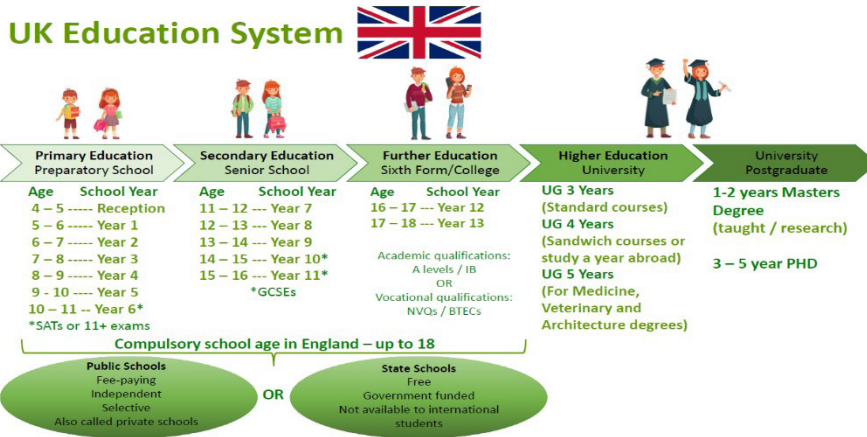 UK Education System
Primary Education
Preparatory School
Secondary Education
Senior School
Further Education
Sixth Form/College
Higher Education
University
University
Postgraduate
Age School Year
4 – 5 ----- Reception
5 – 6 ----- Year 1
6 – 7 ----- Year 2
7 – 8 ----- Year 3
8 – 9 ----- Year 4
9 - 10 ---- Year 5
10 – 11 -- Year 6*
*SATs or 11+ exams
Age School Year
11 – 12 --- Year 7
12 – 13 --- Year 8
13 – 14 --- Year 9
14 – 15 --- Year 10*
15 – 16 --- Year 11*
*GCSEs
Age School Year
16 – 17 --- Year 12
17 – 18 --- Year 13
Academic qualifications:
A levels / IB
OR
Vocational qualifications:
NVQs / BTECs
UG 3 Years
(Standard courses)
UG 4 Years
(Sandwich courses or
study a year abroad)
UG 5 Years
(For Medicine,
Veterinary and
Architecture degrees)
1-2 years Masters
Degree
(taught / research)
3 – 5 year PHD
Compulsory school age in England – up to 18
Public Schools
Fee-paying
Independent
Selective
Also called private schools
OR
State Schools
Free
Government funded
Not available to international
students